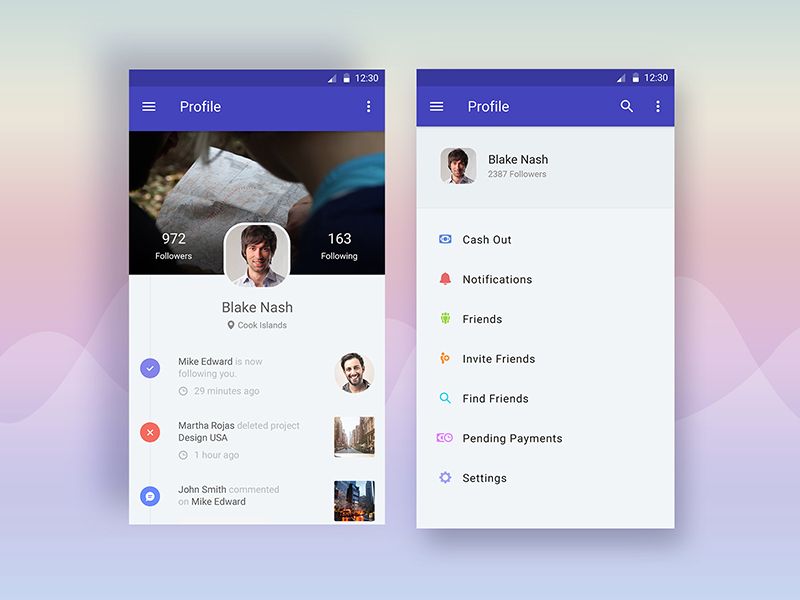 12:30
Profile
972
Followers
163
Following
Blake Nash
Cook Islands
Mike Edward is now
following you.
29 minutes ago
Martha Rojas deleted project
Design USA
1 hour ago
John Smith commented
on Mike Edward
12:30
Profile
Blake Nash
2387 Followers
Cash Out
Notifications
Friends
Invite Friends
Find Friends
Pending Payments
Settings